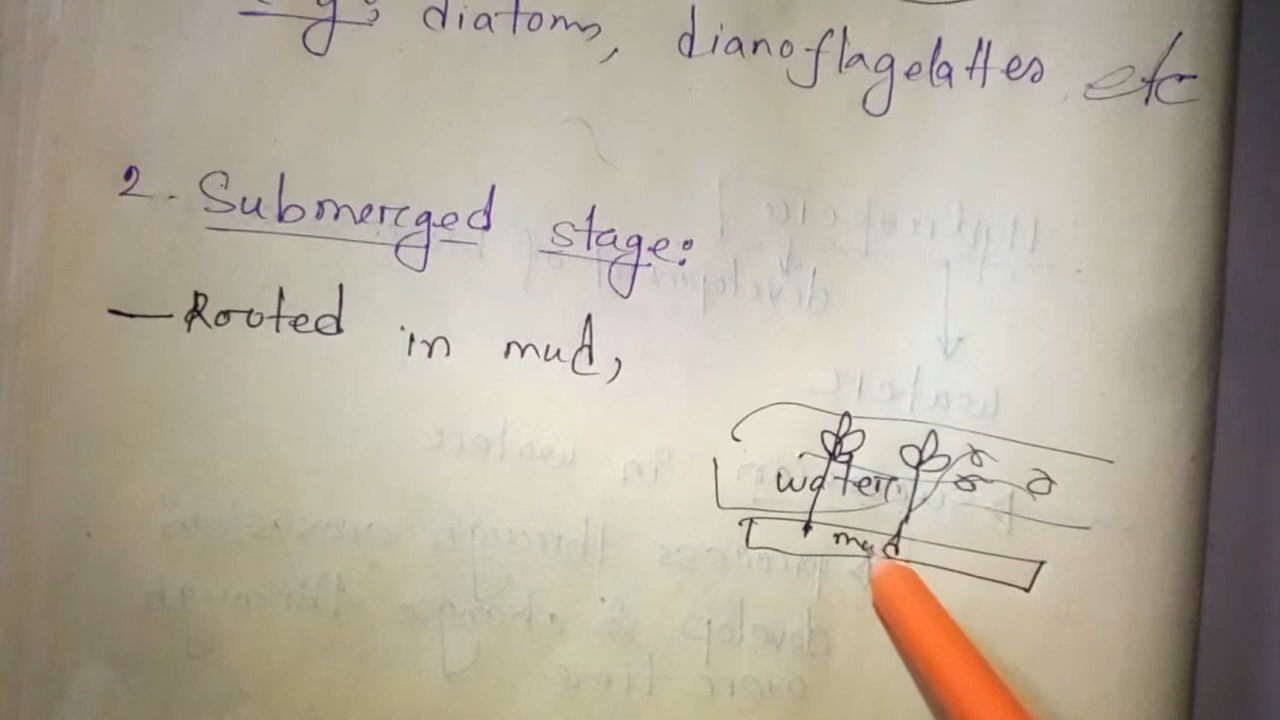 diatoms, dianoflagelattes etc
2. Submerged stage:
— Rooted in mud,
water
mud